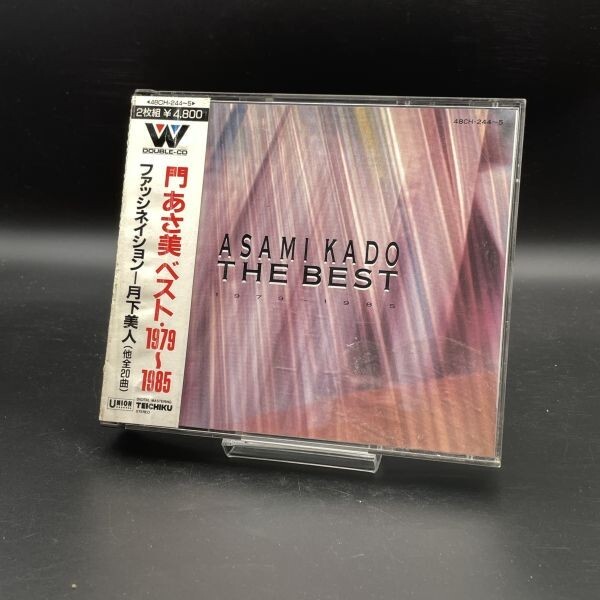 ◀48CH-244~5▶
2枚組 ¥4,800
W
DOUBLE-CD
門あさ美 ベスト・1979~1985
ファッシネイション—月下美人 (他全20曲)
UNION
DIGITAL MASTERING
TEICHIKU
STEREO
48CH-244~5
ASAMI KADO
THE BEST
1979~1985